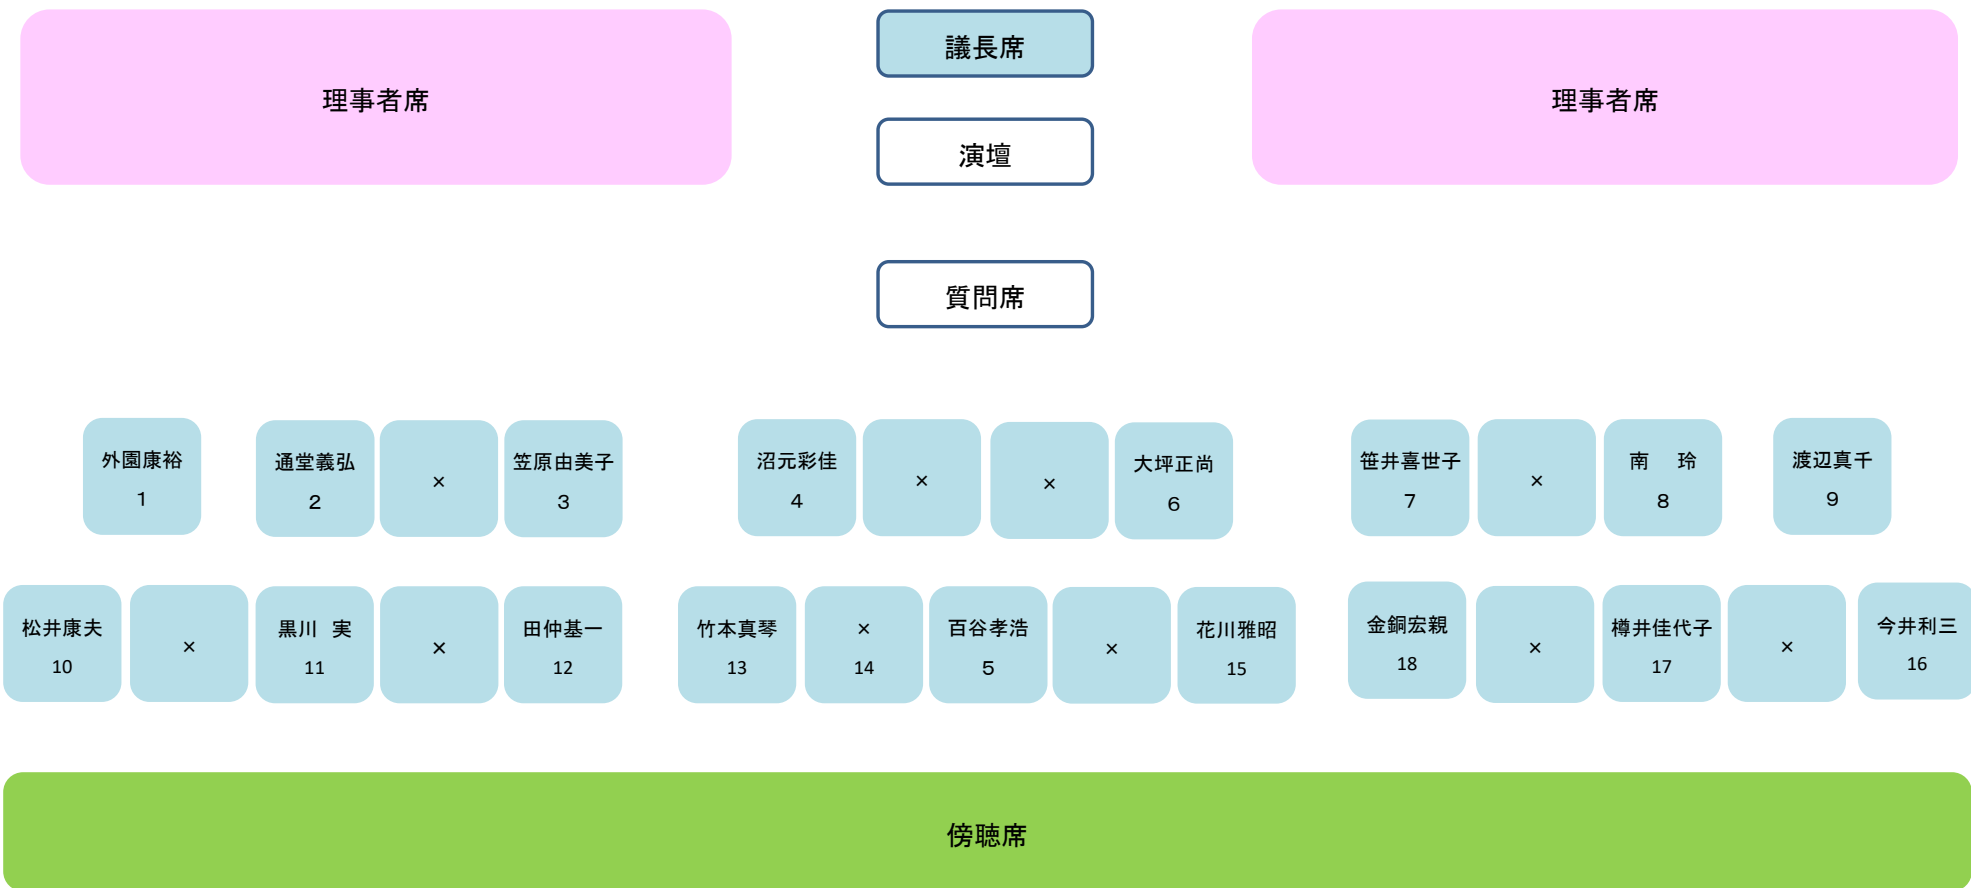 理事者席
議長席
理事者席
演壇
質問席
外園康裕
1
通堂義弘
2
×
笠原由美子
3
沼元彩佳
4
×
×
大坪正尚
6
笹井喜世子
7
×
南　玲
8
渡辺真千
9
松井康夫
10
×
黒川　実
11
×
田仲基一
12
竹本真琴
13
×
14
百谷孝浩
5
×
花川雅昭
15
金銅宏親
18
×
樽井佳代子
17
×
今井利三
16
傍聴席